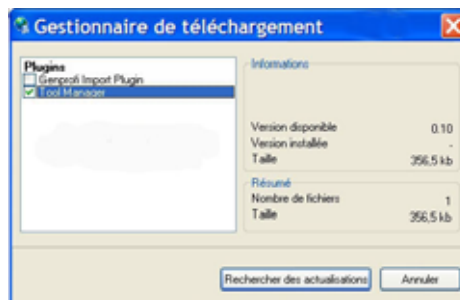 Gestionnaire de téléchargement
Plugins
Genprofi Import Plugin
Tool Manager
Informations
Version disponible 0.10
Version installée -
Taille 356,5 kb
Résumé
Nombre de fichiers 1
Taille 356,5 kb
Rechercher des actualisations
Annuler